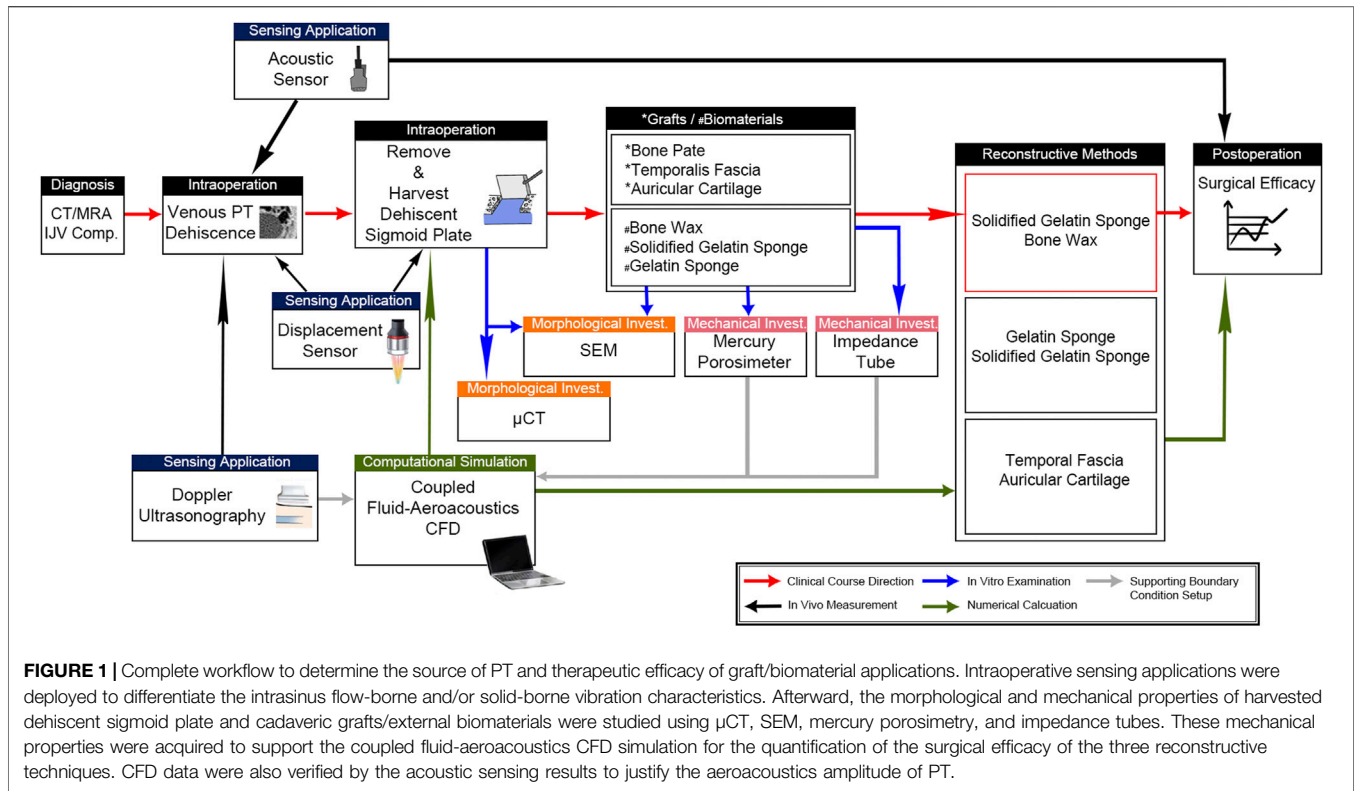 Sensing Application
Acoustic
Sensor
Diagnosis
CT/MRA
IJV Comp.
Intraoperation
Venous PT
Dehiscence
Intraoperation
Remove
&
Harvest
Dehiscent
Sigmoid Plate
*Grafts / #Biomaterials
*Bone Pate
*Temporalis Fascia
*Auricular Cartilage
#Bone Wax
#Solidified Gelatin Sponge
#Gelatin Sponge
Reconstructive Methods
Solidified Gelatin Sponge
Bone Wax
Gelatin Sponge
Solidified Gelatin Sponge
Temporal Fascia
Auricular Cartilage
Postoperation
Surgical Efficacy
Sensing Application
Displacement
Sensor
Morphological Invest.
SEM
Mechanical Invest.
Mercury
Porosimeter
Mechanical Invest.
Impedance
Tube
Morphological Invest.
µCT
Sensing Application
Doppler
Ultrasonography
Computational Simulation
Coupled
Fluid-Aeroacoustics
CFD
Clinical Course Direction
In Vitro Examination
Supporting Boundary
Condition Setup
In Vivo Measurement
Numerical Calcuation
FIGURE 1 | Complete workflow to determine the source of PT and therapeutic efficacy of graft/biomaterial applications. Intraoperative sensing applications were
deployed to differentiate the intrasinus flow-borne and/or solid-borne vibration characteristics. Afterward, the morphological and mechanical properties of harvested
dehiscent sigmoid plate and cadaveric grafts/external biomaterials were studied using µCT, SEM, mercury porosimetry, and impedance tubes. These mechanical
properties were acquired to support the coupled fluid-aeroacoustics CFD simulation for the quantification of the surgical efficacy of the three reconstructive
techniques. CFD data were also verified by the acoustic sensing results to justify the aeroacoustics amplitude of PT.